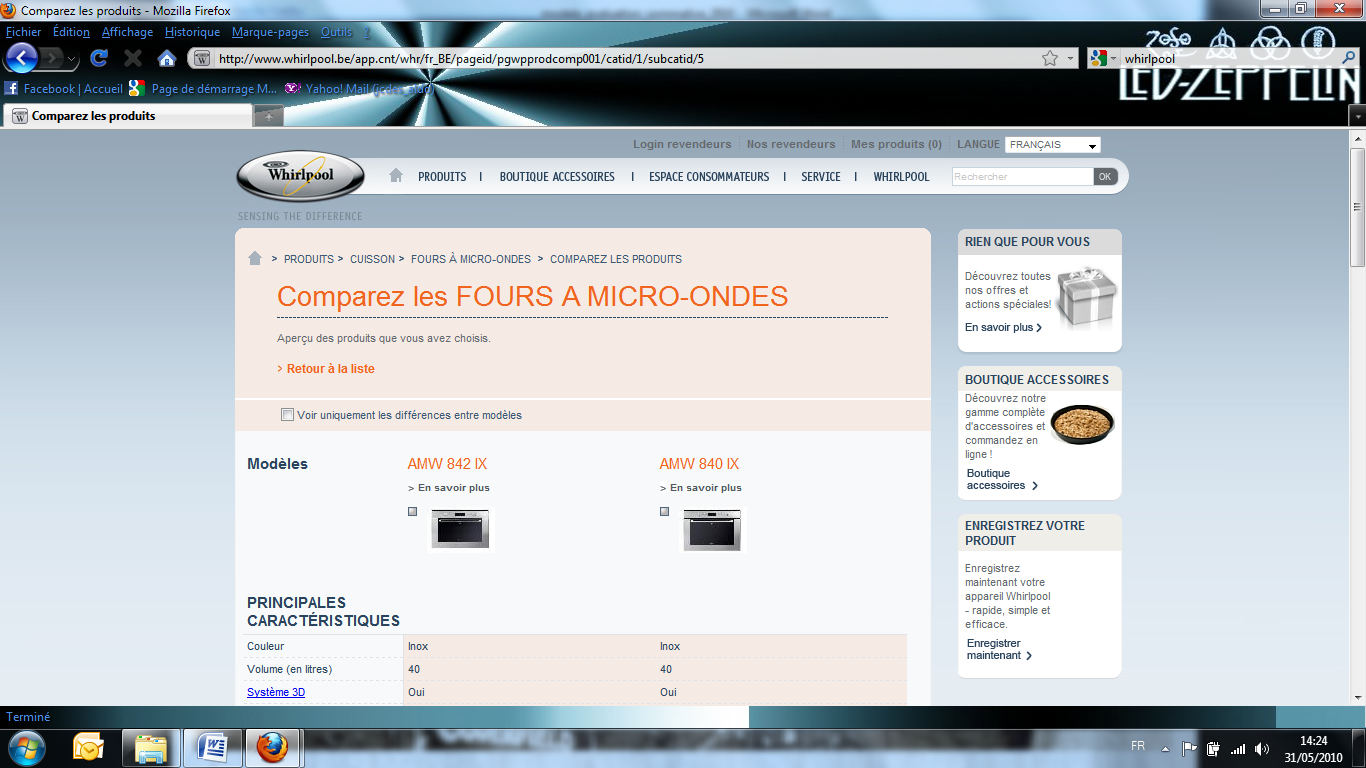 Comparez les produits - Mozilla Firefox
Fichier Édition Affichage Historique Marque-pages Outils ?
http://www.whirlpool.be/app.cnt/whr/fr_BE/pageid/pgwpprodcomp001/catid/1/subcatid/5
whirlpool
LED-ZEPPELIN
Facebook | Accueil Page de démarrage M... Yahoo! Mail
Comparez les produits
Login revendeurs Nos revendeurs Mes produits (0) LANGUE FRANÇAIS
Whirlpool
PRODUITS | BOUTIQUE ACCESSOIRES | ESPACE CONSOMMATEURS | SERVICE | WHIRLPOOL Rechercher OK
SENSING THE DIFFERENCE
> PRODUITS > CUISSON > FOURS À MICRO-ONDES > COMPAREZ LES PRODUITS
Comparez les FOURS A MICRO-ONDES
Aperçu des produits que vous avez choisis.
> Retour à la liste
Voir uniquement les différences entre modèles
Modèles AMW 842 IX AMW 840 IX
> En savoir plus > En savoir plus
PRINCIPALES
CARACTÉRISTIQUES
Couleur Inox Inox
Volume (en litres) 40 40
Système 3D Oui Oui
RIEN QUE POUR VOUS
Découvrez toutes
nos offres et
actions spéciales!
En savoir plus >
BOUTIQUE ACCESSOIRES
Découvrez notre
gamme complète
d'accessoires et
commandez en
ligne !
Boutique
accessoires >
ENREGISTREZ VOTRE
PRODUIT
Enregistrez
maintenant votre
appareil Whirlpool
- rapide, simple et
efficace.
Enregistrer
maintenant >
Terminé
FR
14:24
31/05/2010